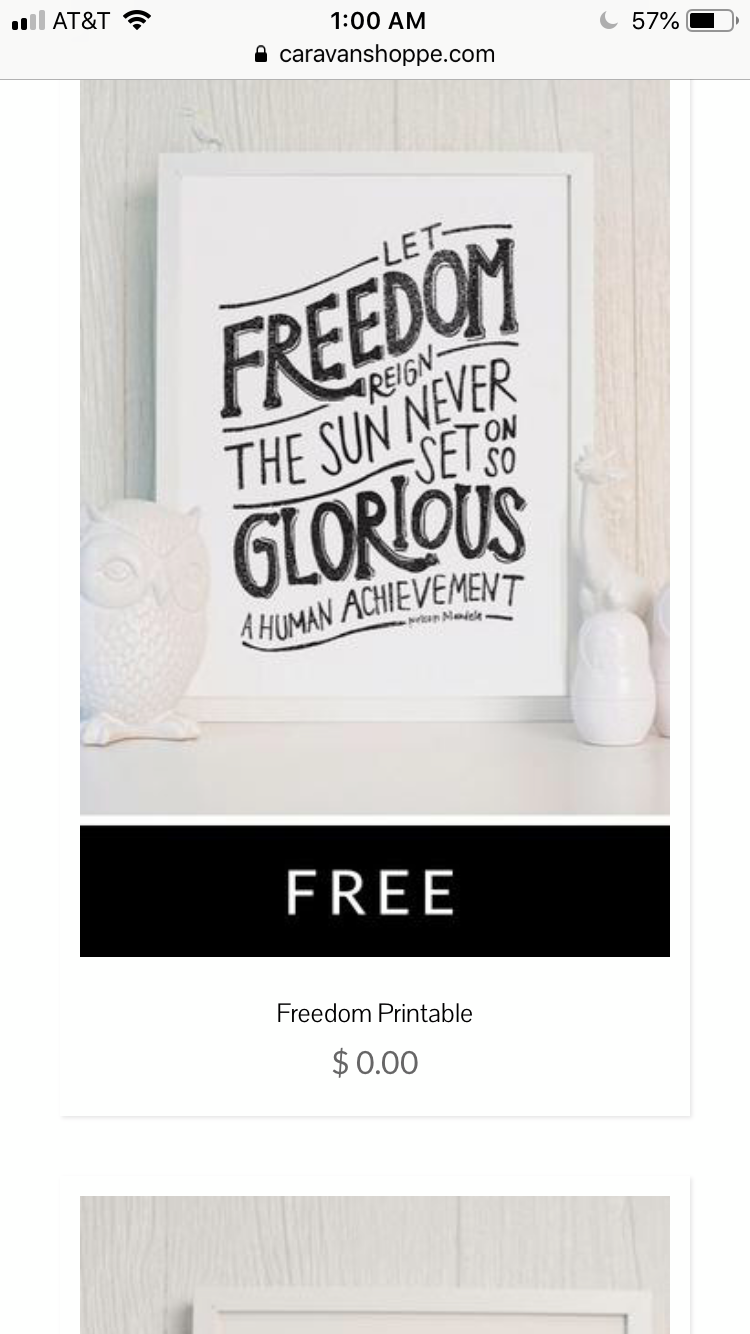 AT&T 1:00 AM 57%
caravanshoppe.com
LET
FREEDOM
REIGN
THE SUN NEVER
SET ON
SO
GLORIOUS
A HUMAN ACHIEVEMENT
nelson Mandela
FREE
Freedom Printable
$ 0.00